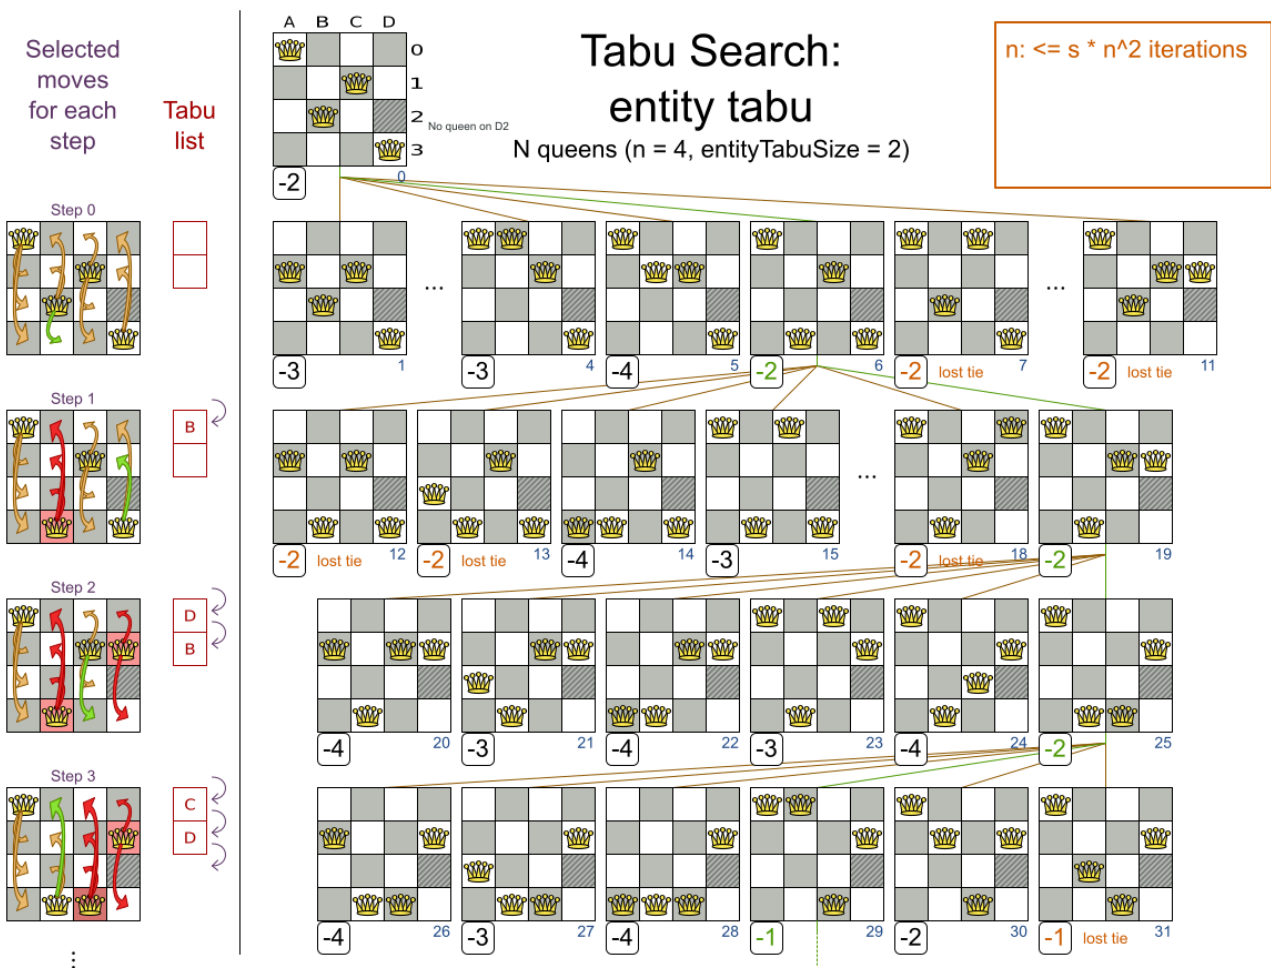 Selected
moves
for each
step
Tabu
list
A B C D
0
1
2
3
No queen on D2
Tabu Search:
entity tabu
N queens (n = 4, entityTabuSize = 2)
n: <= s * n^2 iterations
-2
0
Step 0
...
...
-3
1
-3
4
-4
5
-2
6
-2 lost tie 7
-2 lost tie 11
Step 1
B
...
-2 lost tie 12
-2 lost tie 13
-4
14
-3
15
-2 lost tie 18
-2
19
Step 2
D
B
-4
20
-3
21
-4
22
-3
23
-4
24
-2
25
Step 3
C
D
-4
26
-3
27
-4
28
-1
29
-2
30
-1 lost tie 31
...